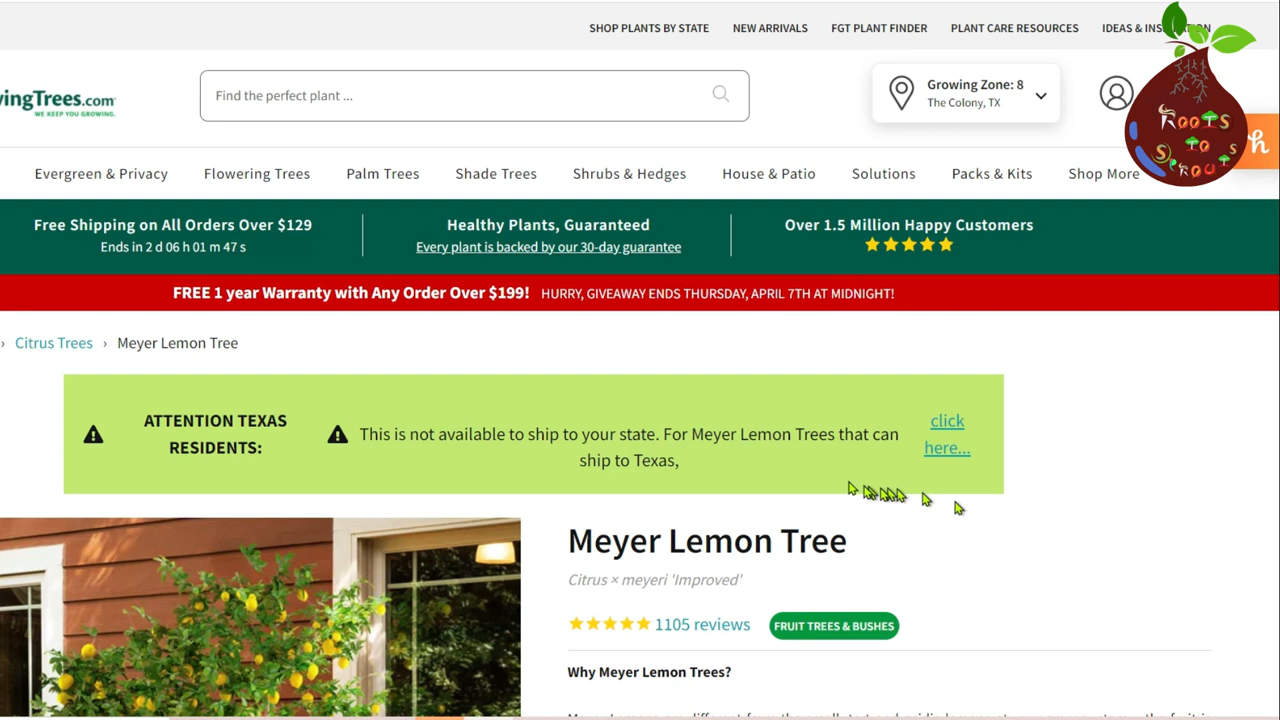 SHOP PLANTS BY STATE NEW ARRIVALS FGT PLANT FINDER PLANT CARE RESOURCES IDEAS &
vingTrees.com
WE KEEP YOU GROWING.
Find the perfect plant ...
Growing Zone: 8
The Colony, TX
ROOTS
TO
SPROUTS
h
Evergreen & Privacy Flowering Trees Palm Trees Shade Trees Shrubs & Hedges House & Patio Solutions Packs & Kits Shop More
Free Shipping on All Orders Over $129
Ends in 2 d 06 h 01 m 47 s
Healthy Plants, Guaranteed
Every plant is backed by our 30-day guarantee
Over 1.5 Million Happy Customers
FREE 1 year Warranty with Any Order Over $199! HURRY, GIVEAWAY ENDS THURSDAY, APRIL 7TH AT MIDNIGHT!
› Citrus Trees › Meyer Lemon Tree
ATTENTION TEXAS
RESIDENTS:
This is not available to ship to your state. For Meyer Lemon Trees that can
ship to Texas,
click
here...
Meyer Lemon Tree
Citrus × meyeri 'Improved'
1105 reviews FRUIT TREES & BUSHES
Why Meyer Lemon Trees?